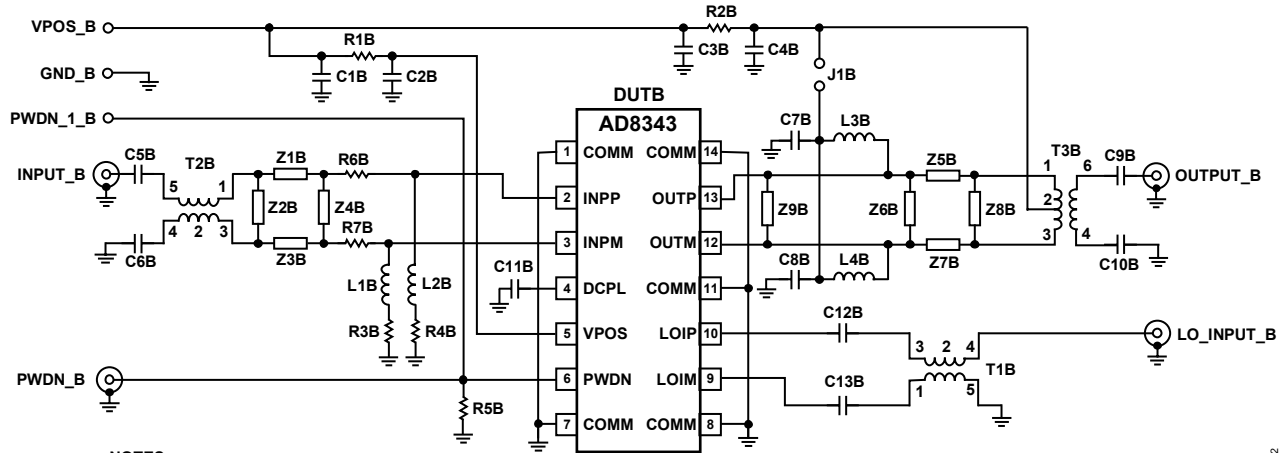 VPOS_B
R2B
R1B
C3B
C4B
GND_B
C1B
C2B
J1B
PWDN_1_B
DUTB
AD8343
C7B
L3B
C5B
T2B
Z1B
R6B
1 COMM COMM 14
Z5B
T3B
C9B
INPUT_B
5 1
1 6
OUTPUT_B
Z2B
Z4B
2 INPP OUTP 13
Z9B
Z6B
Z8B
2
4 2 3
R7B
3 INPM OUTM 12
3 4
C6B
Z3B
C8B
L4B
Z7B
C10B
C11B
L1B
L2B
4 DCPL COMM 11
C12B
R3B
R4B
5 VPOS LOIP 10
3 2 4
LO_INPUT_B
T1B
PWDN_B
6 PWDN LOIM 9
C13B
1 5
R5B
7 COMM COMM 8
2